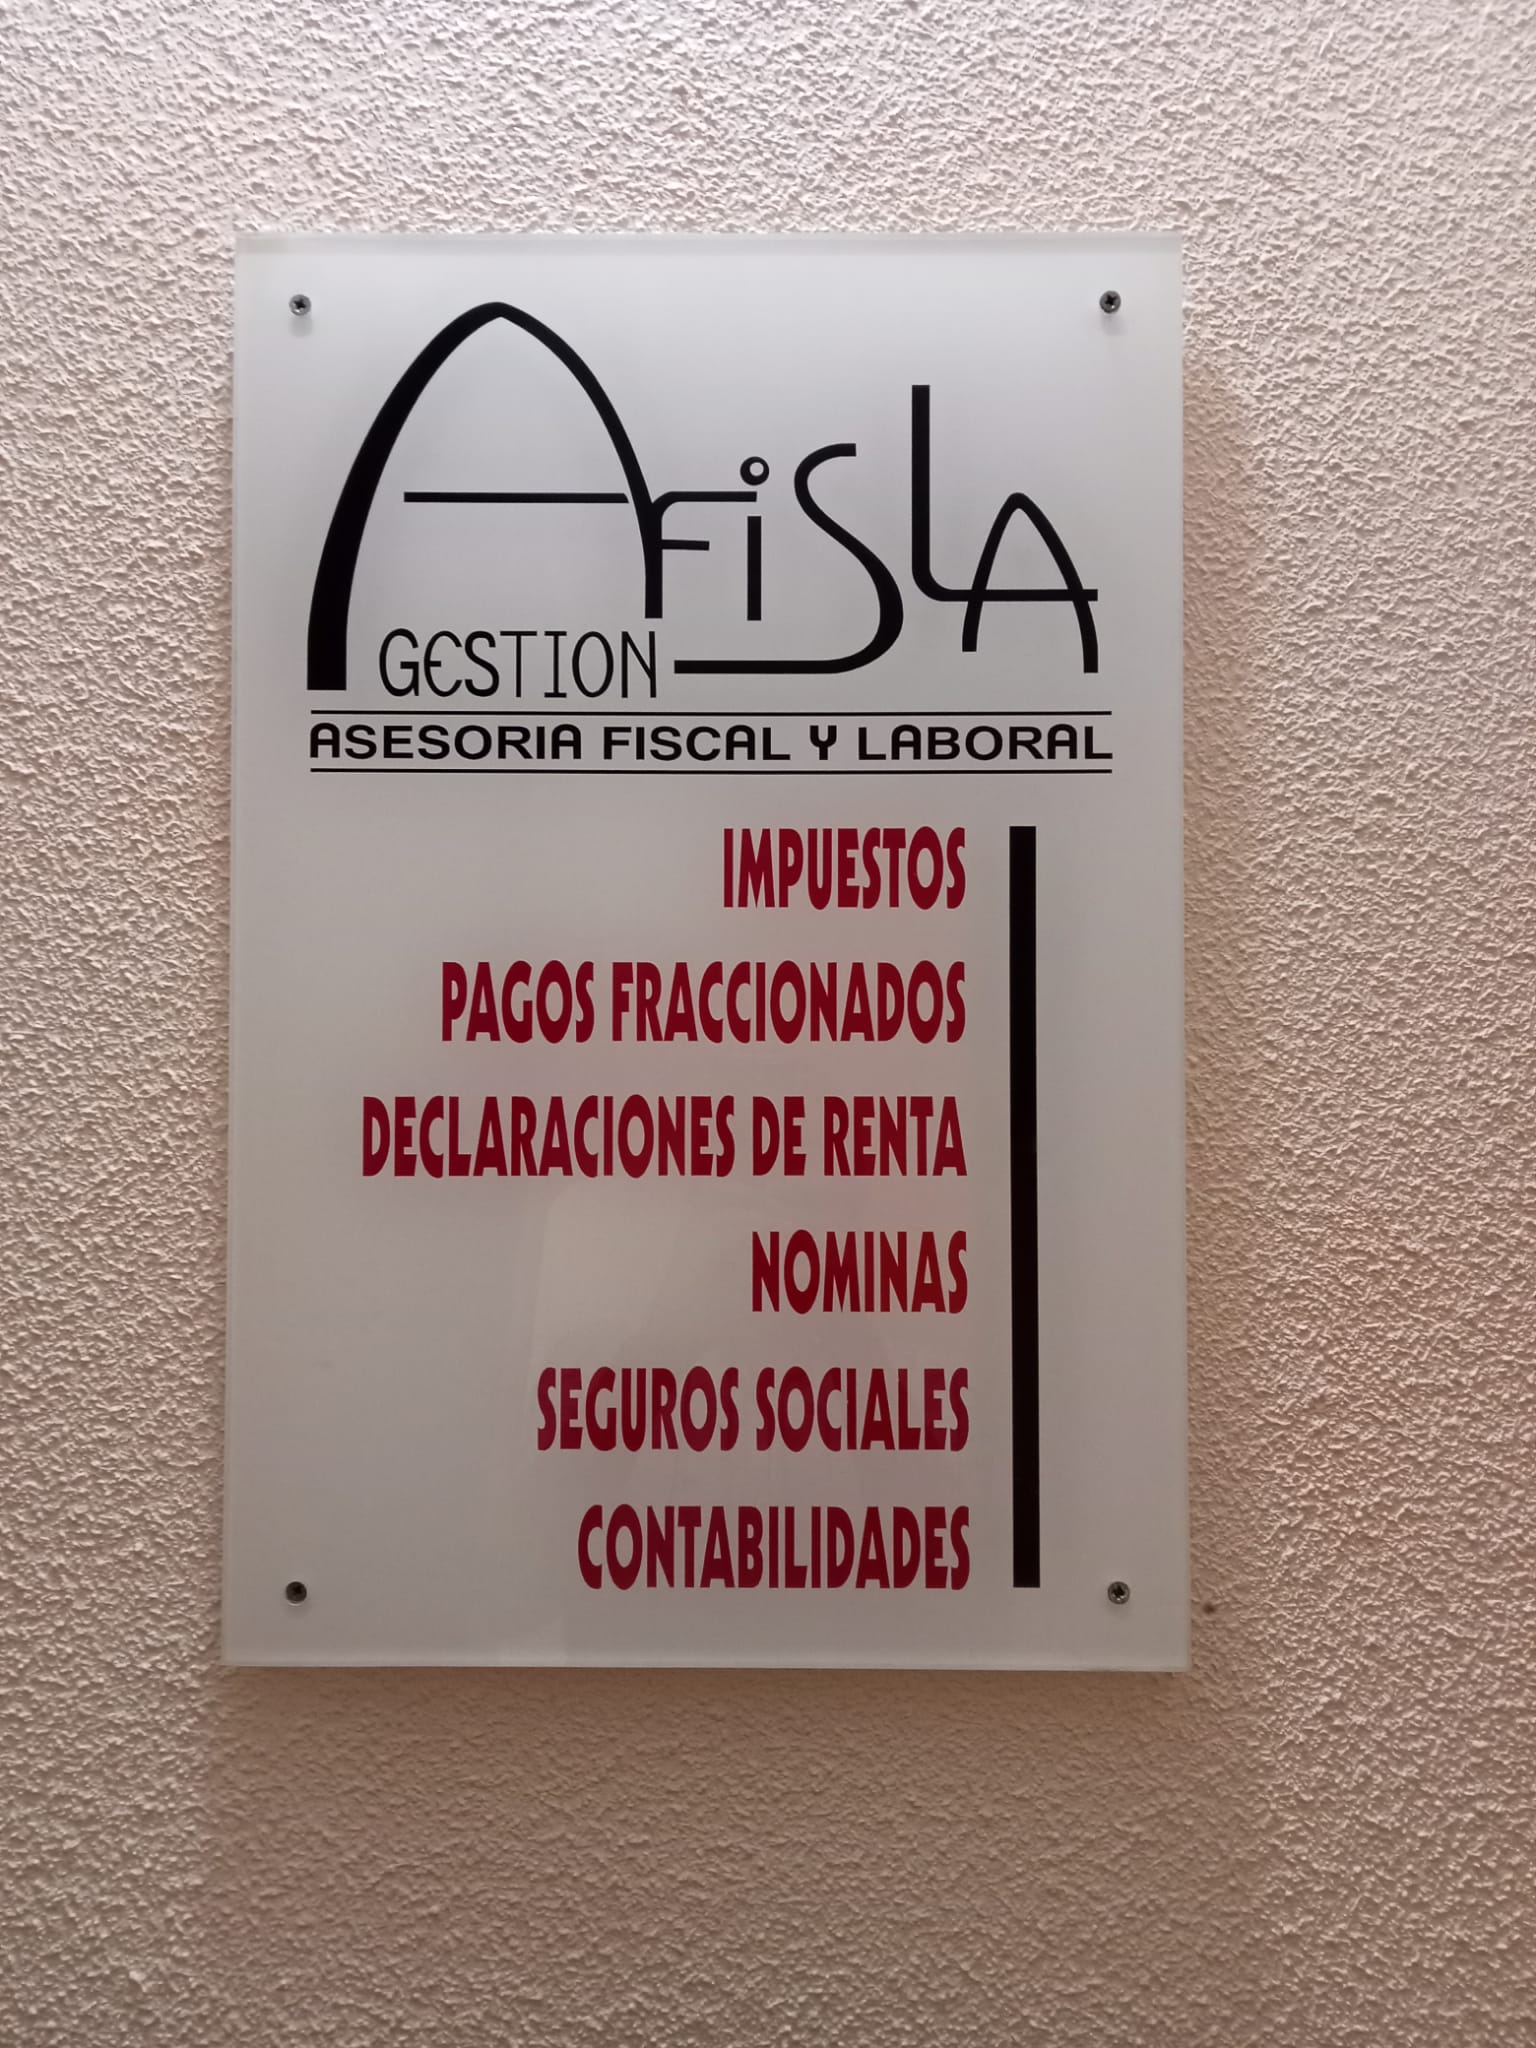 AFiSLA
GESTION
ASESORIA FISCAL Y LABORAL
IMPUESTOS
PAGOS FRACCIONADOS
DECLARACIONES DE RENTA
NOMINAS
SEGUROS SOCIALES
CONTABILIDADES